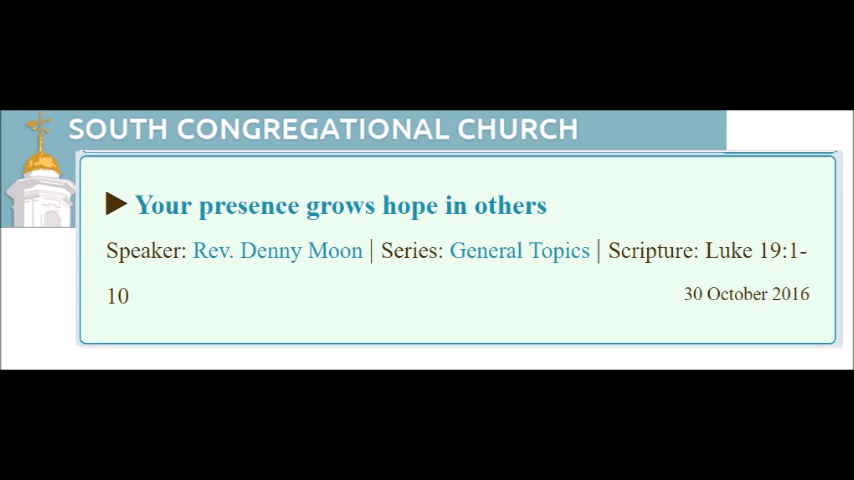 SOUTH CONGREGATIONAL CHURCH
Your presence grows hope in others
Speaker: Rev. Denny Moon | Series: General Topics | Scripture: Luke 19:1-
10
30 October 2016